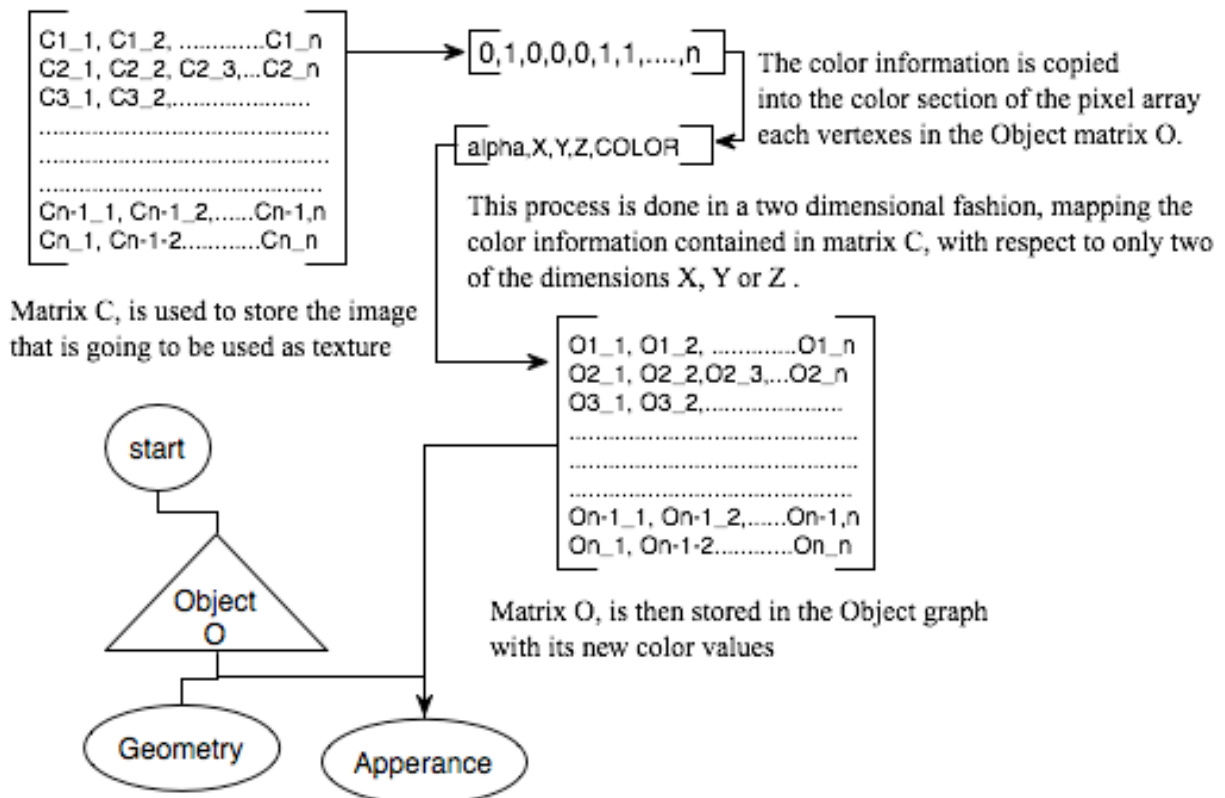 C1_1, C1_2, .............C1_n
C2_1, C2_2, C2_3,...C2_n
C3_1, C3_2,......................
..............................................
..............................................
..............................................
Cn-1_1, Cn-1_2,......Cn-1,n
Cn_1, Cn-1-2............Cn_n
0,1,0,0,0,1,1,....,n
The color information is copied
into the color section of the pixel array
each vertexes in the Object matrix O.
alpha,X,Y,Z,COLOR
This process is done in a two dimensional fashion, mapping the
color information contained in matrix C, with respect to only two
of the dimensions X, Y or Z .
Matrix C, is used to store the image
that is going to be used as texture
O1_1, O1_2, .............O1_n
O2_1, O2_2,O2_3,...O2_n
O3_1, O3_2,......................
..............................................
..............................................
.............................................
On-1_1, On-1_2,......On-1,n
On_1, On-1-2............On_n
Matrix O, is then stored in the Object graph
with its new color values
start
Object
O
Geometry
Apperance